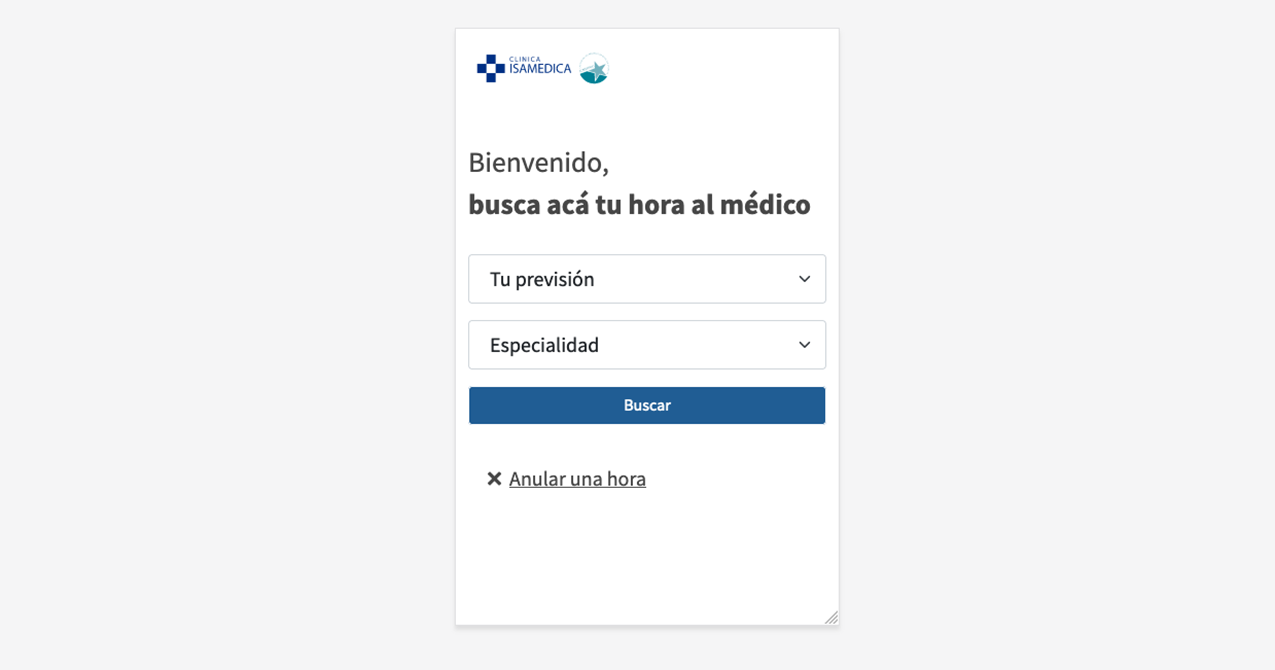 CLINICA
ISAMEDICA
Bienvenido,
busca acá tu hora al médico
Tu previsión
Especialidad
Buscar
Anular una hora